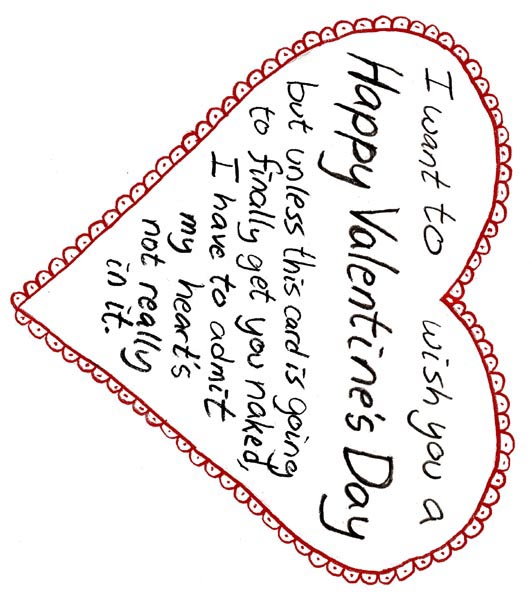 I want to wish you a
Happy Valentine's Day
but unless this card is going
to finally get you naked,
I have to admit
my heart's
not really
in it.